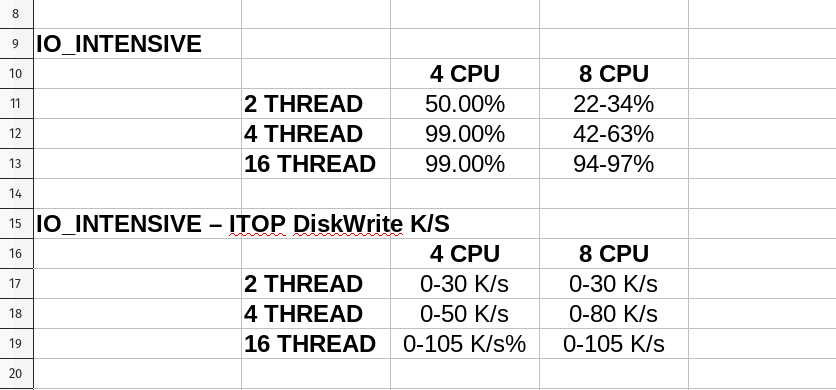 8
9 IO_INTENSIVE
10 4 CPU 8 CPU
11 2 THREAD 50.00% 22-34%
12 4 THREAD 99.00% 42-63%
13 16 THREAD 99.00% 94-97%
14
15 IO_INTENSIVE – ITOP DiskWrite K/S
16 4 CPU 8 CPU
17 2 THREAD 0-30 K/s 0-30 K/s
18 4 THREAD 0-50 K/s 0-80 K/s
19 16 THREAD 0-105 K/s% 0-105 K/s
20